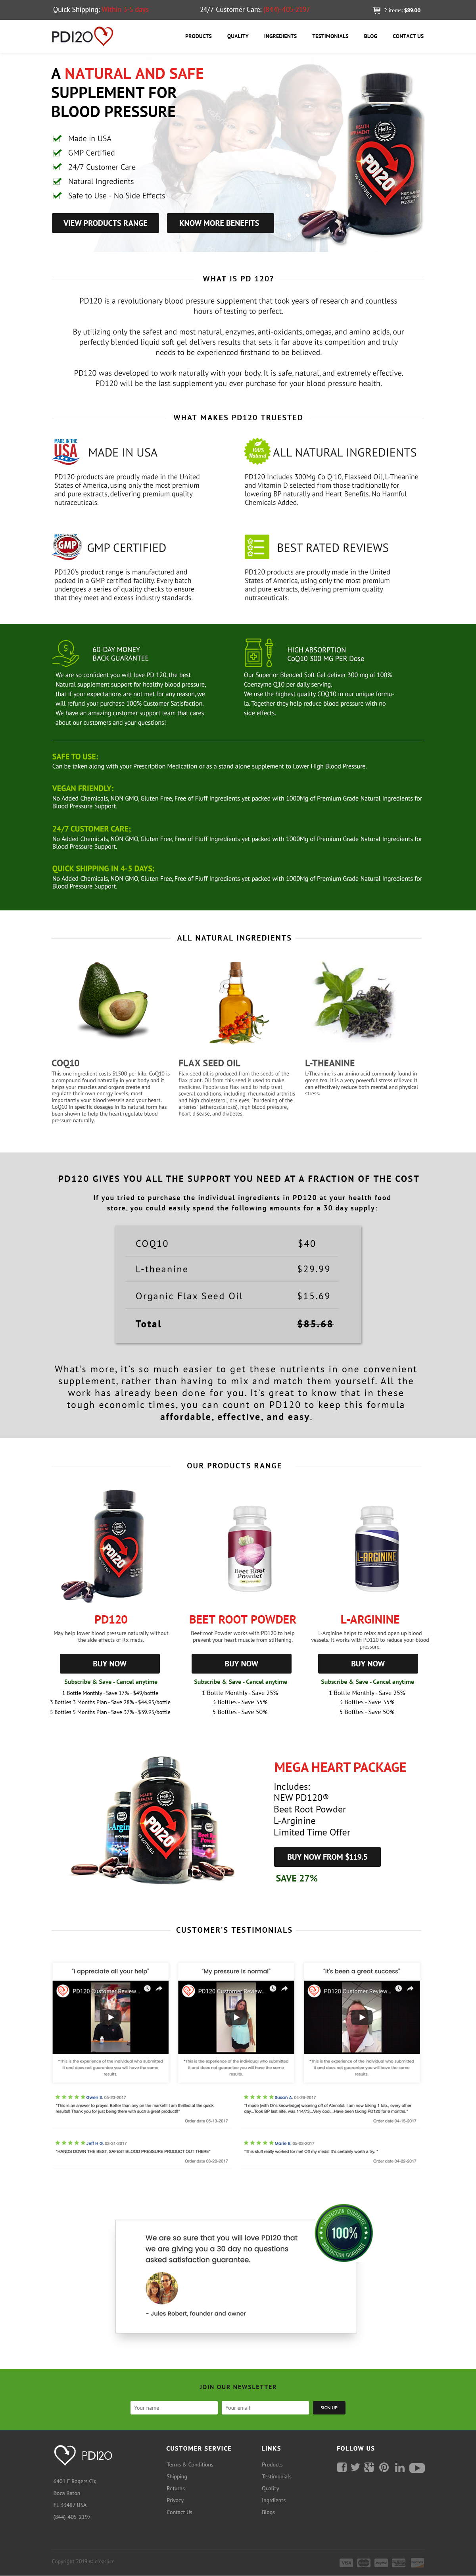 Quick Shipping: Within 3-5 days
24/7 Customer Care: (844)-405-2197
2 items: $89.00
PD120
PRODUCTS QUALITY INGREDIENTS TESTIMONIALS BLOG CONTACT US
A NATURAL AND SAFE
SUPPLEMENT FOR
BLOOD PRESSURE
Made in USA
GMP Certified
24/7 Customer Care
Natural Ingredients
Safe to Use - No Side Effects
VIEW PRODUCTS RANGE
KNOW MORE BENEFITS
Hello
PD120
WHAT IS PD 120?
PD120 is a revolutionary blood pressure supplement that took years of research and countless
hours of testing to perfect.
By utilizing only the safest and most natural, enzymes, anti-oxidants, omegas, and amino acids, our
perfectly blended liquid soft gel delivers results that sets it far above its competition and truly
needs to be experienced firsthand to be believed.
PD120 was developed to work naturally with your body. It is safe, natural, and extremely effective.
PD120 will be the last supplement you ever purchase for your blood pressure health.
WHAT MAKES PD120 TRUSTED
MADE IN THE
USA
MADE IN USA
PD120 products are proudly made in the United
States of America, using only the most premium
and pure extracts, delivering premium quality
nutraceuticals.
100%
Natural
ALL NATURAL INGREDIENTS
PD120 Includes 300Mg Co Q 10, Flaxseed Oil, L-Theanine
and Vitamin D selected from those traditionally for
lowering BP naturally and Heart Benefits. No Harmful
Chemicals Added.
GMP
GMP CERTIFIED
PD120's product range is manufactured and
packed in a GMP certified facility. Every batch
undergoes a series of quality checks to ensure
that they meet and excess industry standards.
BEST RATED REVIEWS
PD120 products are proudly made in the United
States of America, using only the most premium
and pure extracts, delivering premium quality
nutraceuticals.
60-DAY MONEY
BACK GUARANTEE
We are so confident you will love PD 120, the best
Natural supplement support for healthy blood pressure,
that if your expectations are not met for any reason, we
will refund your purchase 100% Customer Satisfaction.
We have an amazing customer support team that cares
about our customers and your questions!
HIGH ABSORPTION
CoQ10 300 MG PER Dose
Our Superior Blended Soft Gel deliver 300 mg of 100%
Coenzyme Q10 per daily serving.
We use the highest quality COQ10 in our unique formu-
la. Together they help reduce blood pressure with no
side effects.
SAFE TO USE:
Can be taken along with your Prescription Medication or as a stand alone supplement to Lower High Blood Pressure.
VEGAN FRIENDLY:
No Added Chemicals, NON GMO, Gluten Free, Free of Fluff Ingredients yet packed with 1000Mg of Premium Grade Natural Ingredients for
Blood Pressure Support.
24/7 CUSTOMER CARE;
No Added Chemicals, NON GMO, Gluten Free, Free of Fluff Ingredients yet packed with 1000Mg of Premium Grade Natural Ingredients for
Blood Pressure Support.
QUICK SHIPPING IN 4-5 DAYS;
No Added Chemicals, NON GMO, Gluten Free, Free of Fluff Ingredients yet packed with 1000Mg of Premium Grade Natural Ingredients for
Blood Pressure Support.
ALL NATURAL INGREDIENTS
COQ10
This one ingredient costs $1500 per kilo. CoQ10 is
a compound found naturally in your body and it
helps your muscles and organs create and
regulate their own energy levels, most
importantly your blood vessels and your heart.
CoQ10 in specific dosages in its natural form has
been shown to help the heart regulate blood
pressure naturally.
FLAX SEED OIL
Flax seed oil is produced from the seeds of the
flax plant. Oil from this seed is used to make
medicine. People use flax seed to help treat
several conditions, including: rheumatoid arthritis
and high cholesterol, dry eyes, "hardening of the
arteries" (atherosclerosis), high blood pressure,
heart disease, and diabetes.
L-THEANINE
L-Theanine is an amino acid commonly found in
green tea. It is a very powerful stress reliever. It
can effectively reduce both mental and physical
stress.
PD120 GIVES YOU ALL THE SUPPORT YOU NEED AT A FRACTION OF THE COST
If you tried to purchase the individual ingredients in PD120 at your health food
store, you could easily spend the following amounts for a 30 day supply:
COQ10 $40
L-theanine $29.99
Organic Flax Seed Oil $15.69
Total $85.68
What's more, it's so much easier to get these nutrients in one convenient
supplement, rather than having to mix and match them yourself. All the
work has already been done for you. It's great to know that in these
tough economic times, you can count on PD120 to keep this formula
affordable, effective, and easy.
OUR PRODUCTS RANGE
PD120
May help lower blood pressure naturally without
the side effects of Rx meds.
BUY NOW
Subscribe & Save - Cancel anytime
1 Bottle Monthly - Save 17% - $49/bottle
3 Bottles 3 Months Plan - Save 28% - $44.95/bottle
5 Bottles 5 Months Plan - Save 37% - $39.95/bottle
Beet Root
Powder
BEET ROOT POWDER
Beet root Powder works with PD120 to help
prevent your heart muscle from stiffening.
BUY NOW
Subscribe & Save - Cancel anytime
1 Bottle Monthly - Save 25%
3 Bottles - Save 35%
5 Bottles - Save 50%
L-ARGININE
L-ARGININE
L-Arginine helps to relax and open up blood
vessels. It works with PD120 to reduce your blood
pressure.
BUY NOW
Subscribe & Save - Cancel anytime
1 Bottle Monthly - Save 25%
3 Bottles - Save 35%
5 Bottles - Save 50%
MEGA HEART PACKAGE
Includes:
NEW PD120®
Beet Root Powder
L-Arginine
Limited Time Offer
BUY NOW FROM $119.5
SAVE 27%
CUSTOMER'S TESTIMONIALS
"I appreciate all your help"
PD120 Customer Review...
*This is the experience of the individual who submitted
it and does not guarantee you will have the same
results.
"My pressure is normal"
*This is the experience of the individual who submitted
it and does not guarantee you will have the same
results.
"It's been a great success"
PD120 Customer Review...
*This is the experience of the individual who submitted
it and does not guarantee you will have the same
results.
Gwen S. 05-23-2017
"This is an answer to prayer. Better than any on the market! I am thrilled at the quick
results! Thank you for just being there with such a great product!"
Order date 05-13-2017
Susan A. 04-26-2017
Order date 04-15-2017
Jeff H G. 03-31-2017
"HANDS DOWN THE BEST, SAFEST BLOOD PRESSURE PRODUCT OUT THERE"
Order date 03-20-2017
Marie B. 05-03-2017
"This stuff really worked for me! Off my meds! It's certainly worth a try. "
Order date 04-22-2017
SATISFACTION GUARANTEE
100%
We are so sure that you will love PD120 that
we are giving you a 30 day no questions
asked satisfaction guarantee.
- Jules Robert, founder and owner
JOIN OUR NEWSLETTER
Your name
Your email
SIGN UP
PD120
6401 E Rogers Cir,
Boca Raton
FL 33487 USA
(844)-405-2197
CUSTOMER SERVICE
Terms & Conditions
Shipping
Returns
Privacy
Contact Us
LINKS
Products
Testimonials
Quality
Ingrdients
Blogs
FOLLOW US